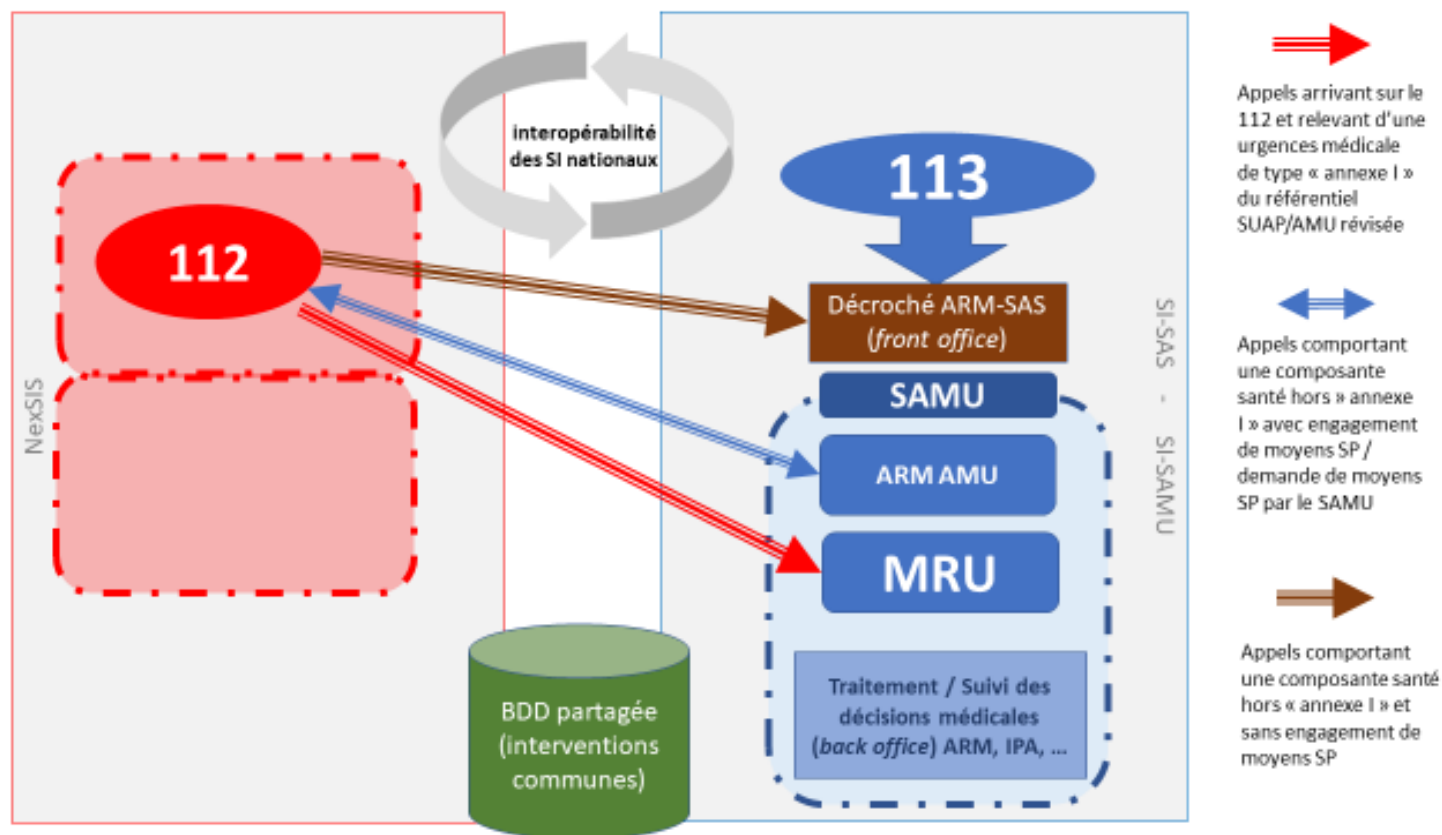 interopérabilité
des SI nationaux
112
NexSIS
113
Décroché ARM-SAS
(front office)
SAMU
ARM AMU
MRU
Traitement / Suivi des
décisions médicales
(back office) ARM, IPA, ...
SI-SAS - SI-SAMU
BDD partagée
(interventions
communes)
Appels arrivant sur le
112 et relevant d'une
urgences médicale
de type « annexe I »
du référentiel
SUAP/AMU révisée
Appels comportant
une composante
santé hors » annexe
I » avec engagement
de moyens SP /
demande de moyens
SP par le SAMU
Appels comportant
une composante santé
hors « annexe I » et
sans engagement de
moyens SP